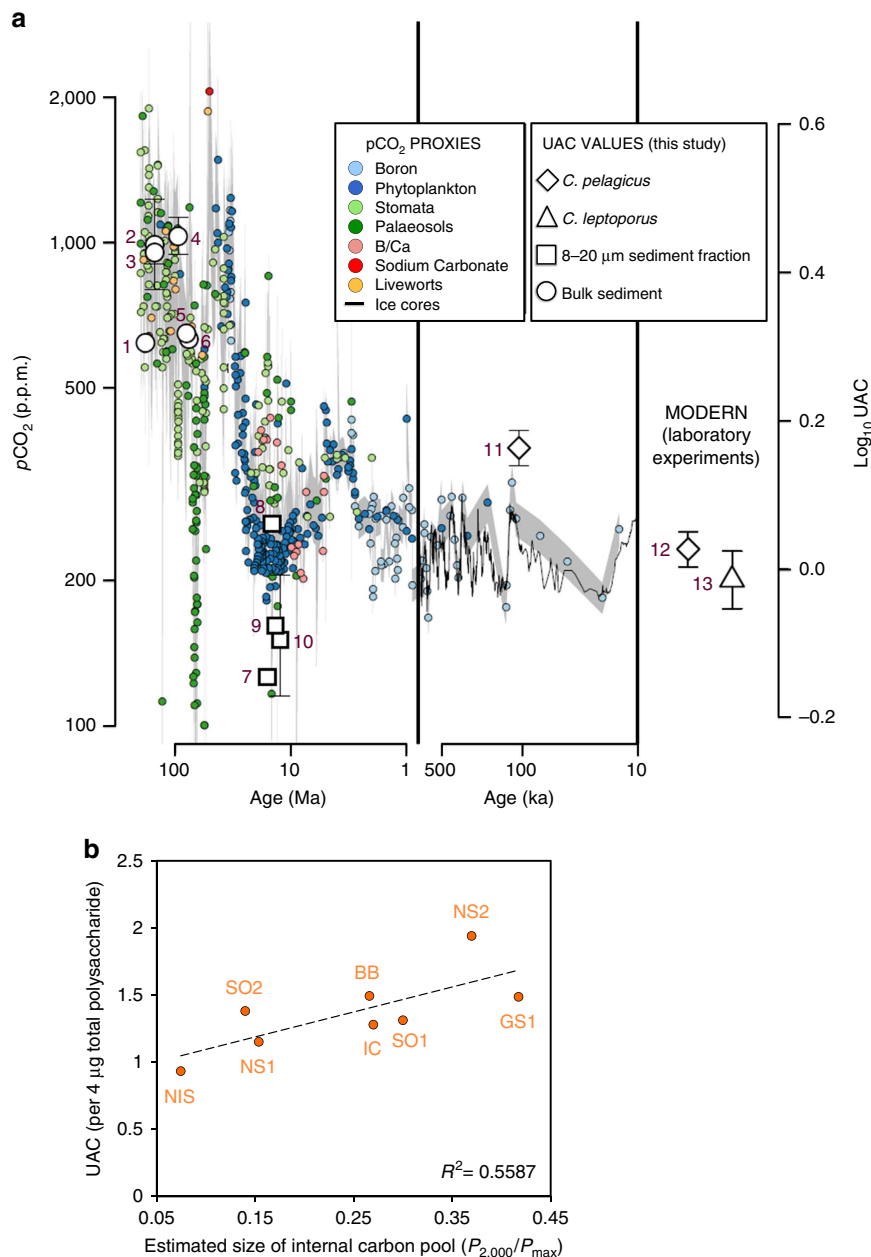 a
2,000
1,000
500
200
100
pCO2 (p.p.m.)
pCO2 PROXIES
Boron
Phytoplankton
Stomata
Palaeosols
B/Ca
Sodium Carbonate
Liveworts
Ice cores
UAC VALUES (this study)
C. pelagicus
C. leptoporus
8–20 µm sediment fraction
Bulk sediment
1
2
3
4
5
6
7
8
9
10
11
12
13
MODERN
(laboratory
experiments)
0.6
0.4
0.2
0.0
–0.2
Log10 UAC
100
10
1
Age (Ma)
500
100
10
Age (ka)
b
2.5
2
1.5
1
0.5
0
UAC (per 4 µg total polysaccharide)
NS2
BB
SO2
GS1
SO1
IC
NS1
NIS
R2= 0.5587
0.05
0.15
0.25
0.35
0.45
Estimated size of internal carbon pool (P2,000/Pmax)